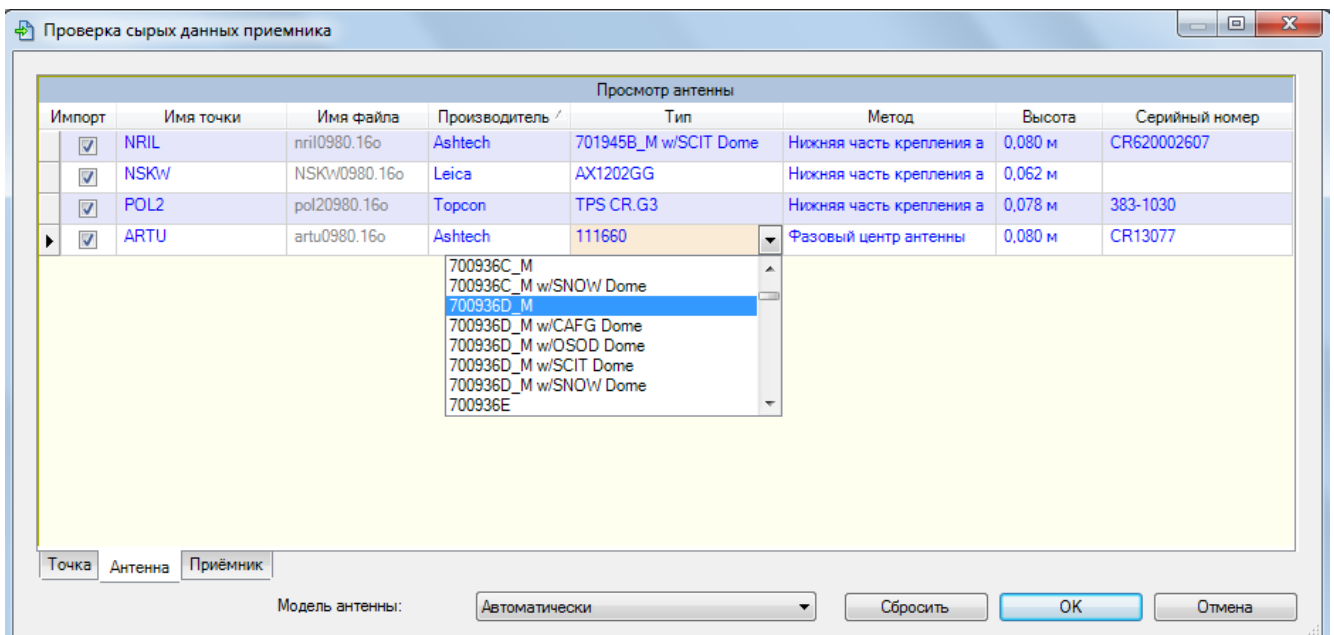 Проверка сырых данных приемника
Просмотр антенны
Импорт Имя точки Имя файла Производитель Тип Метод Высота Серийный номер
NRIL nril0980.16o Ashtech 701945B_M w/SCIT Dome Нижняя часть крепления а 0,080 м CR620002607
NSKW NSKW0980.16o Leica AX1202GG Нижняя часть крепления а 0,062 м
POL2 pol20980.16o Topcon TPS CR.G3 Нижняя часть крепления а 0,078 м 383-1030
ARTU artu0980.16o Ashtech 111660 Фазовый центр антенны 0,080 м CR13077
700936C_M
700936C_M w/SNOW Dome
700936D_M
700936D_M w/CAFG Dome
700936D_M w/OSOD Dome
700936D_M w/SCIT Dome
700936D_M w/SNOW Dome
700936E
Точка Антенна Приёмник
Модель антенны: Автоматически Сбросить OK Отмена